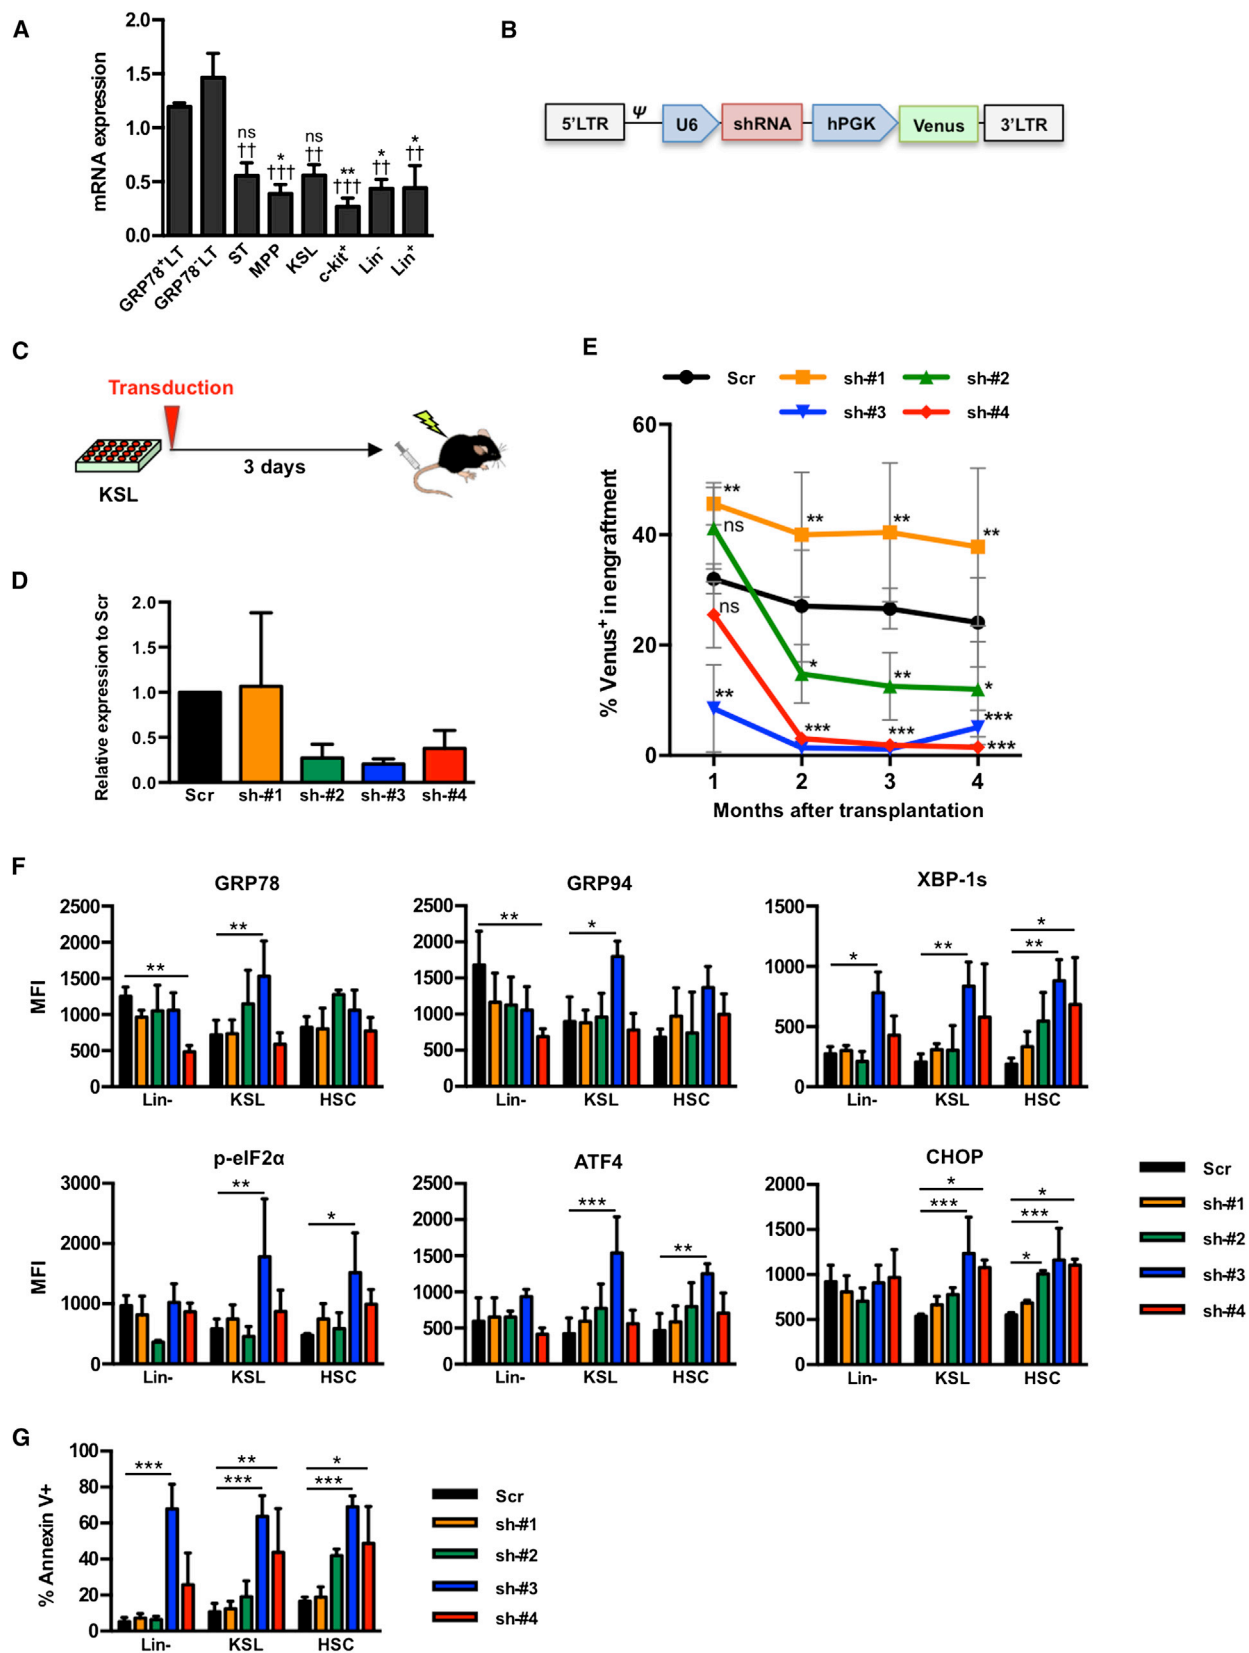 A
mRNA expression
2.0
1.5
1.0
0.5
0.0
ns
††
*
†††
ns
††
**
†††
*
††
*
††
GRP78+LT
GRP78-LT
ST
MPP
KSL
c-kit+
Lin-
Lin+
B
5'LTR
ψ
U6
shRNA
hPGK
Venus
3'LTR
C
Transduction
3 days
KSL
D
Relative expression to Scr
2.0
1.5
1.0
0.5
0.0
Scr sh-#1 sh-#2 sh-#3 sh-#4
E
Scr sh-#1 sh-#2
sh-#3 sh-#4
% Venus+ in engraftment
60
40
20
0
**
ns
ns
**
**
*
***
**
**
***
**
*
***
***
1 2 3 4
Months after transplantation
F
GRP78
MFI
2500
2000
1500
1000
500
0
**
**
Lin- KSL HSC
GRP94
2500
2000
1500
1000
500
0
**
*
Lin- KSL HSC
XBP-1s
1500
1000
500
0
*
**
*
**
Lin- KSL HSC
p-eIF2α
MFI
3000
2000
1000
0
**
*
Lin- KSL HSC
ATF4
2500
2000
1500
1000
500
0
***
**
Lin- KSL HSC
CHOP
2000
1500
1000
500
0
*
***
*
***
*
Lin- KSL HSC
Scr
sh-#1
sh-#2
sh-#3
sh-#4
G
% Annexin V+
100
80
60
40
20
0
***
**
***
*
***
Lin- KSL HSC
Scr
sh-#1
sh-#2
sh-#3
sh-#4